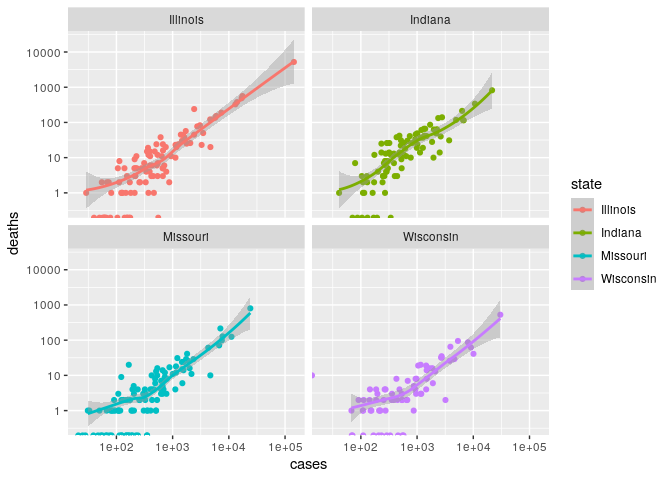 Illinois Indiana
10000
1000
100
10
1
Missouri Wisconsin
10000
1000
100
10
1
1e+02 1e+03 1e+04 1e+05 1e+02 1e+03 1e+04 1e+05
cases
deaths
state
Illinois
Indiana
Missouri
Wisconsin